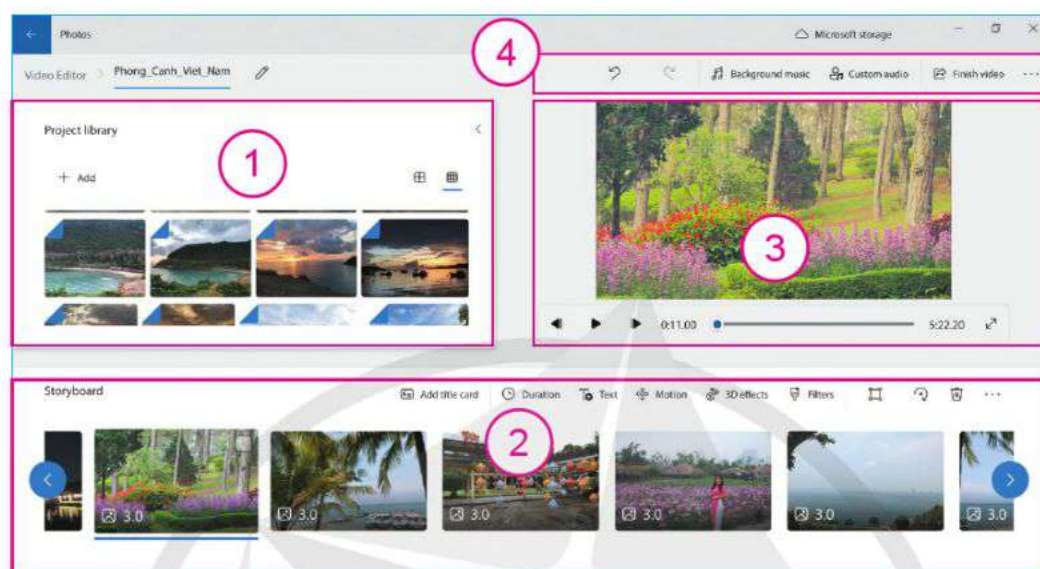 Photos
Microsoft storage
4
Video Editor > Phong_Canh_Viet_Nam
Background music Custom audio Finish video ...
Project library
1
+ Add
3
0:11.00 5:22.20
Storyboard
Add title card Duration Text Motion 3D effects Filters ...
2
3.0 3.0 3.0 3.0 3.0 3.0